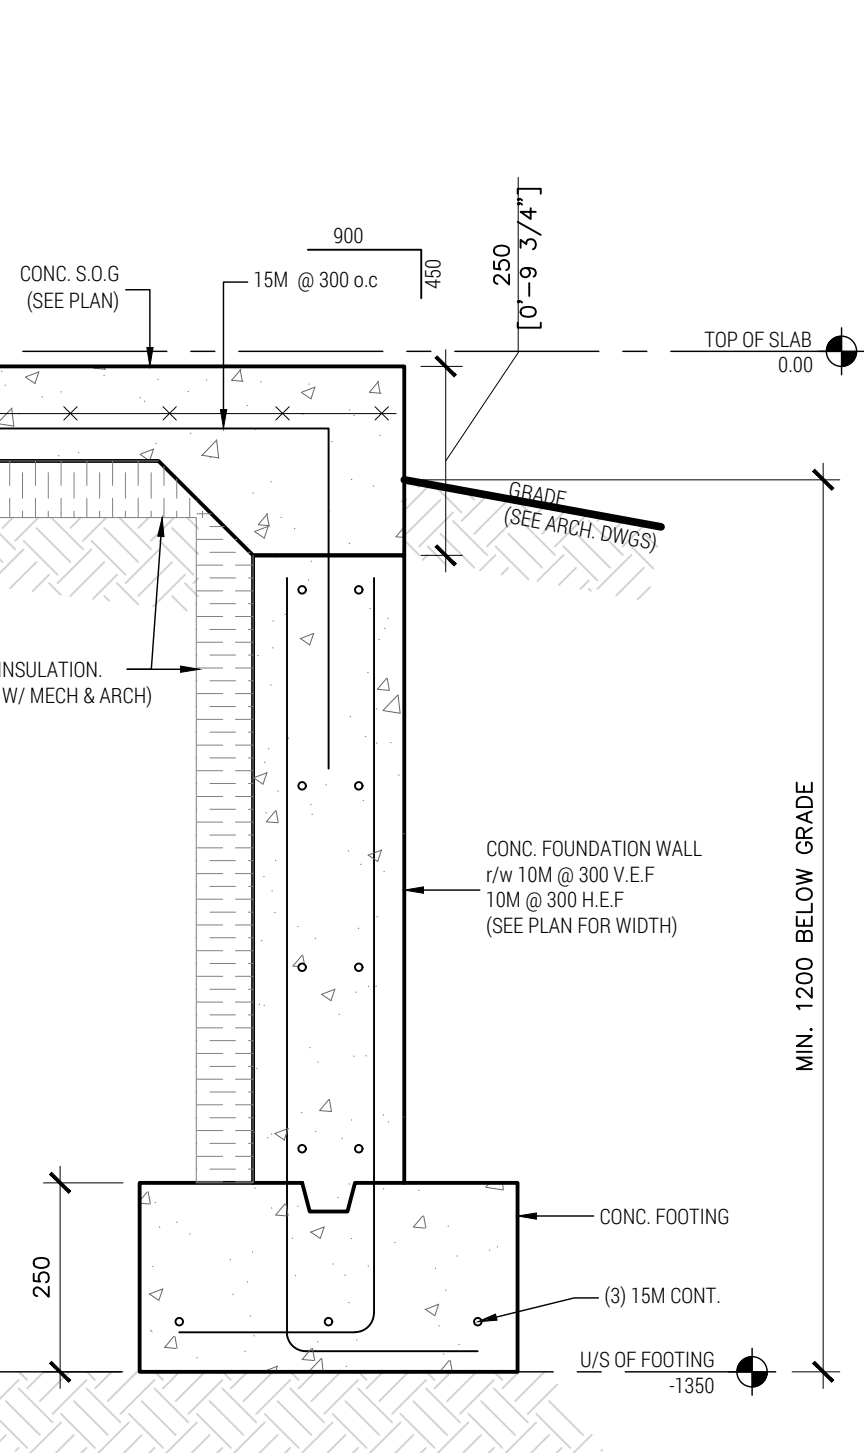 900
450
250
[0'-9 3/4"]
CONC. S.O.G
(SEE PLAN)
15M @ 300 o.c
TOP OF SLAB
0.00
GRADE
(SEE ARCH. DWGS)
INSULATION.
W/ MECH & ARCH)
CONC. FOUNDATION WALL
r/w 10M @ 300 V.E.F
10M @ 300 H.E.F
(SEE PLAN FOR WIDTH)
MIN. 1200 BELOW GRADE
CONC. FOOTING
250
(3) 15M CONT.
U/S OF FOOTING
-1350